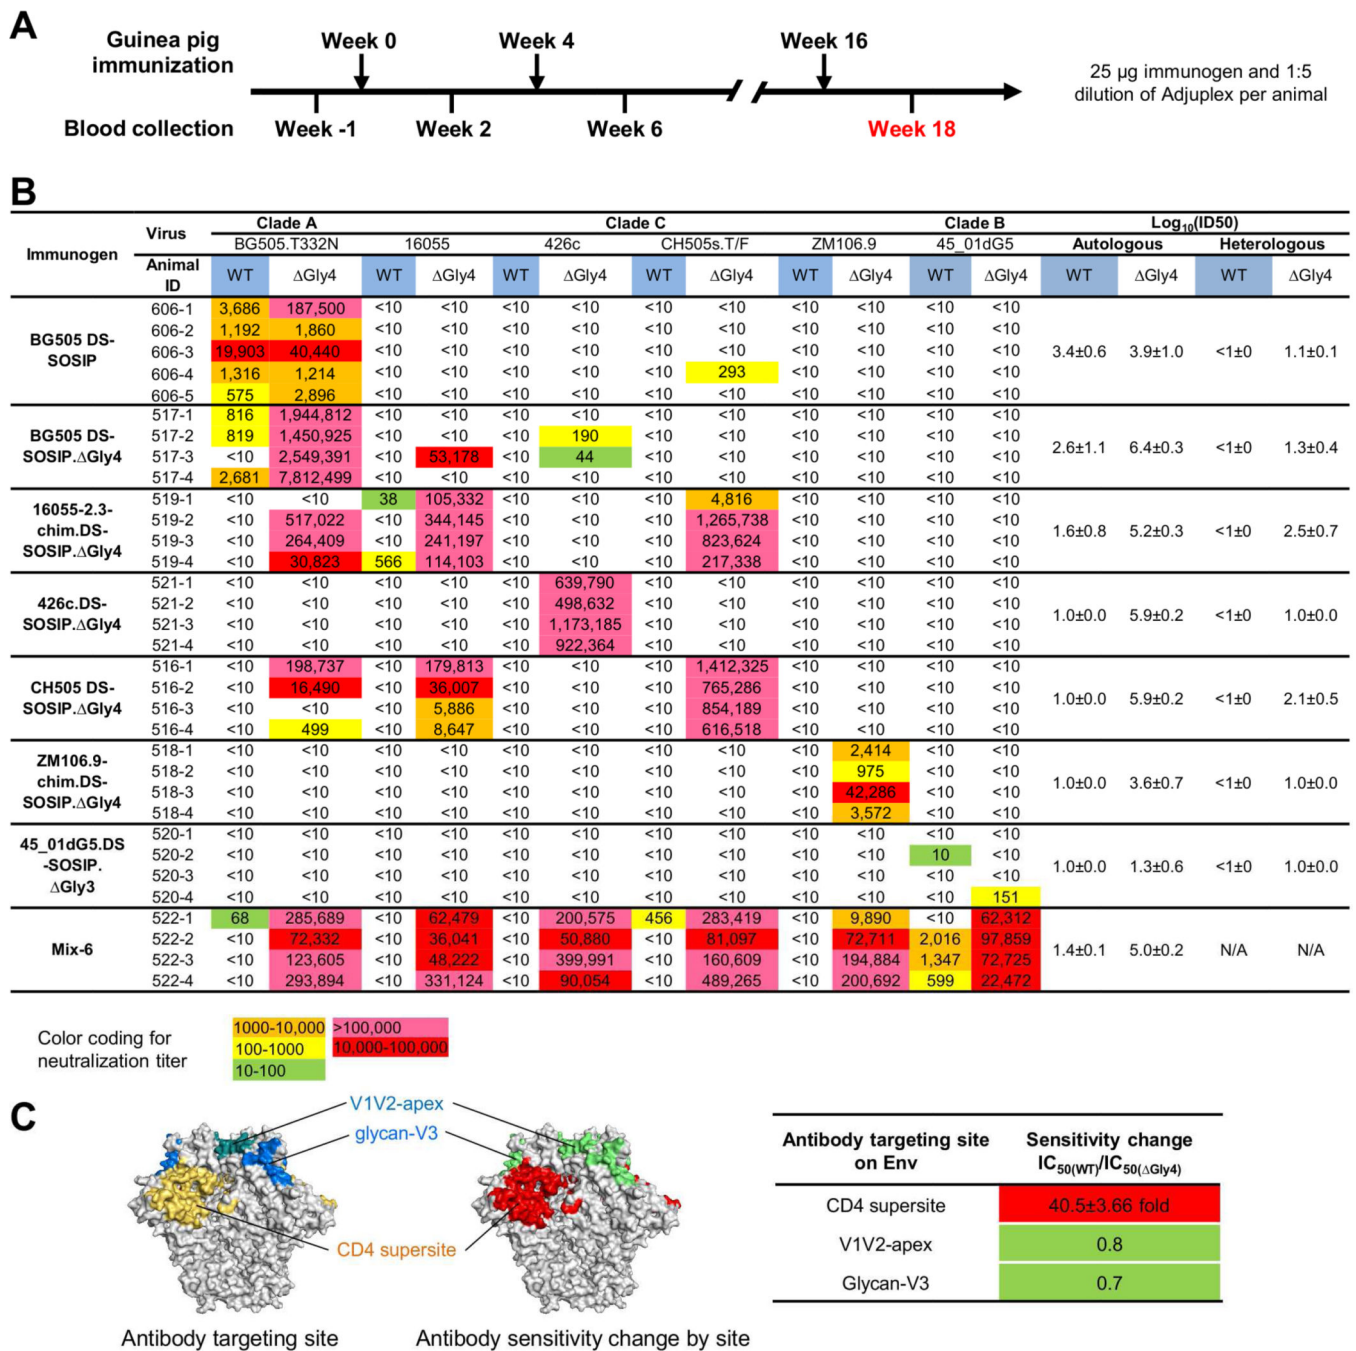 A
Guinea pig immunization
Week 0
Week 4
Week 16
Blood collection
Week -1
Week 2
Week 6
Week 18
25 µg immunogen and 1:5
dilution of Adjuplex per animal
B
Immunogen Virus Clade A Clade C Clade B Log₁₀(ID50)
BG505.T332N 16055 426c CH505s.T/F ZM106.9 45_01dG5 Autologous Heterologous
Animal ID WT ΔGly4 WT ΔGly4 WT ΔGly4 WT ΔGly4 WT ΔGly4 WT ΔGly4 WT ΔGly4 WT ΔGly4
BG505 DS-SOSIP 3.4±0.6 3.9±1.0 <1±0 1.1±0.1
606-1 3,686 187,500 <10 <10 <10 <10 <10 <10 <10 <10 <10 <10
606-2 1,192 1,860 <10 <10 <10 <10 <10 <10 <10 <10 <10 <10
606-3 19,903 40,440 <10 <10 <10 <10 <10 <10 <10 <10 <10 <10
606-4 1,316 1,214 <10 <10 <10 <10 <10 293 <10 <10 <10 <10
606-5 575 2,896 <10 <10 <10 <10 <10 <10 <10 <10 <10 <10
BG505 DS-SOSIP.ΔGly4 2.6±1.1 6.4±0.3 <1±0 1.3±0.4
517-1 816 1,944,812 <10 <10 <10 <10 <10 <10 <10 <10 <10 <10
517-2 819 1,450,925 <10 <10 <10 190 <10 <10 <10 <10 <10 <10
517-3 <10 2,549,391 <10 53,178 <10 44 <10 <10 <10 <10 <10 <10
517-4 2,681 7,812,499 <10 <10 <10 <10 <10 <10 <10 <10 <10 <10
16055-2.3-chim.DS-SOSIP.ΔGly4 1.6±0.8 5.2±0.3 <1±0 2.5±0.7
519-1 <10 <10 38 105,332 <10 <10 <10 4,816 <10 <10 <10 <10
519-2 <10 517,022 <10 344,145 <10 <10 <10 1,265,738 <10 <10 <10 <10
519-3 <10 264,409 <10 241,197 <10 <10 <10 823,624 <10 <10 <10 <10
519-4 <10 30,823 566 114,103 <10 <10 <10 217,338 <10 <10 <10 <10
426c.DS-SOSIP.ΔGly4 1.0±0.0 5.9±0.2 <1±0 1.0±0.0
521-1 <10 <10 <10 <10 <10 639,790 <10 <10 <10 <10 <10 <10
521-2 <10 <10 <10 <10 <10 498,632 <10 <10 <10 <10 <10 <10
521-3 <10 <10 <10 <10 <10 1,173,185 <10 <10 <10 <10 <10 <10
521-4 <10 <10 <10 <10 <10 922,364 <10 <10 <10 <10 <10 <10
CH505 DS-SOSIP.ΔGly4 1.0±0.0 5.9±0.2 <1±0 2.1±0.5
516-1 <10 198,737 <10 179,813 <10 <10 <10 1,412,325 <10 <10 <10 <10
516-2 <10 16,490 <10 36,007 <10 <10 <10 765,286 <10 <10 <10 <10
516-3 <10 <10 <10 5,886 <10 <10 <10 854,189 <10 <10 <10 <10
516-4 <10 499 <10 8,647 <10 <10 <10 616,518 <10 <10 <10 <10
ZM106.9-chim.DS-SOSIP.ΔGly4 1.0±0.0 3.6±0.7 <1±0 1.0±0.0
518-1 <10 <10 <10 <10 <10 <10 <10 <10 <10 2,414 <10 <10
518-2 <10 <10 <10 <10 <10 <10 <10 <10 <10 975 <10 <10
518-3 <10 <10 <10 <10 <10 <10 <10 <10 <10 42,286 <10 <10
518-4 <10 <10 <10 <10 <10 <10 <10 <10 <10 3,572 <10 <10
45_01dG5.DS-SOSIP.ΔGly3 1.0±0.0 1.3±0.6 <1±0 1.0±0.0
520-1 <10 <10 <10 <10 <10 <10 <10 <10 <10 <10 <10 <10
520-2 <10 <10 <10 <10 <10 <10 <10 <10 <10 <10 10 <10
520-3 <10 <10 <10 <10 <10 <10 <10 <10 <10 <10 <10 <10
520-4 <10 <10 <10 <10 <10 <10 <10 <10 <10 <10 <10 151
Mix-6 1.4±0.1 5.0±0.2 N/A N/A
522-1 68 285,689 <10 62,479 <10 200,575 456 283,419 <10 9,890 <10 62,312
522-2 <10 72,332 <10 36,041 <10 50,880 <10 81,097 <10 72,711 2,016 97,859
522-3 <10 123,605 <10 48,222 <10 399,991 <10 160,609 <10 194,884 1,347 72,725
522-4 <10 293,894 <10 331,124 <10 90,054 <10 489,265 <10 200,692 599 22,472
Color coding for
neutralization titer
1000-10,000 >100,000
100-1000 10,000-100,000
10-100
C
V1V2-apex
glycan-V3
CD4 supersite
Antibody targeting site
Antibody sensitivity change by site
Antibody targeting site on Env
Sensitivity change IC50(WT)/IC50(ΔGly4)
CD4 supersite 40.5±3.66 fold
V1V2-apex 0.8
Glycan-V3 0.7